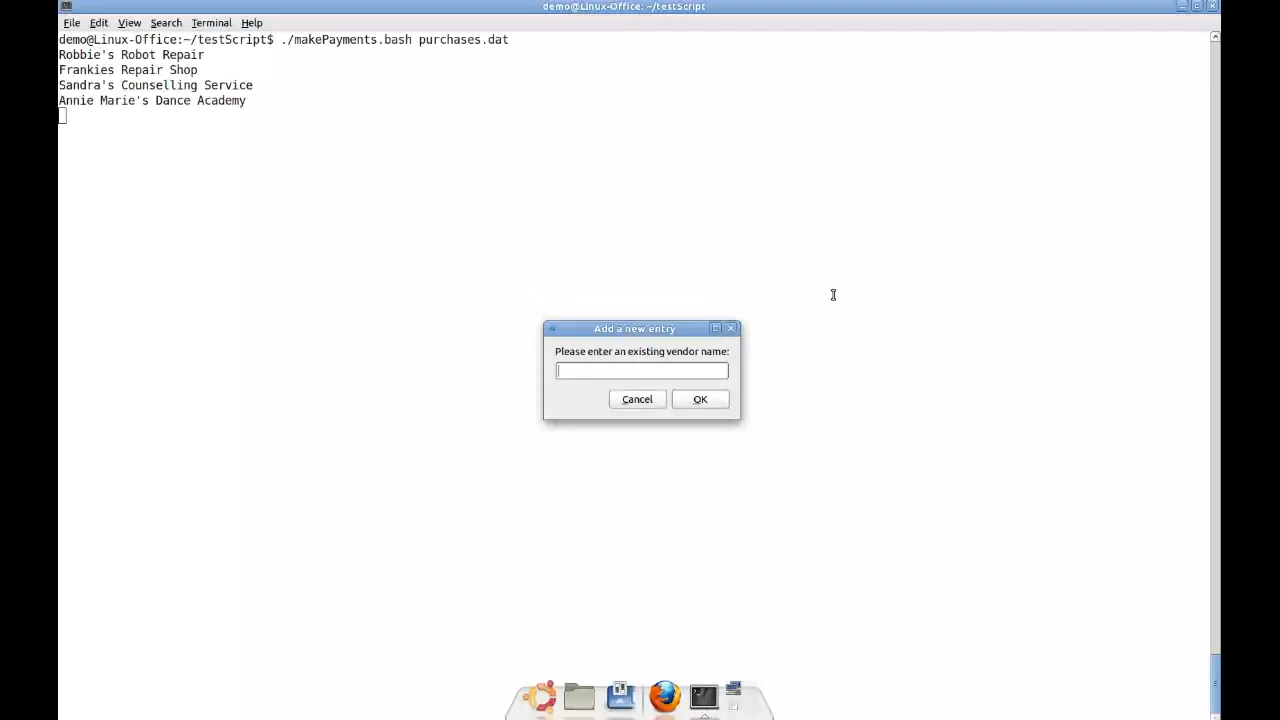 demo@Linux-Office: ~/testScript
File Edit View Search Terminal Help
demo@Linux-Office:~/testScript$ ./makePayments.bash purchases.dat
Robbie's Robot Repair
Frankies Repair Shop
Sandra's Counselling Service
Annie Marie's Dance Academy
Add a new entry
Please enter an existing vendor name:
Cancel OK